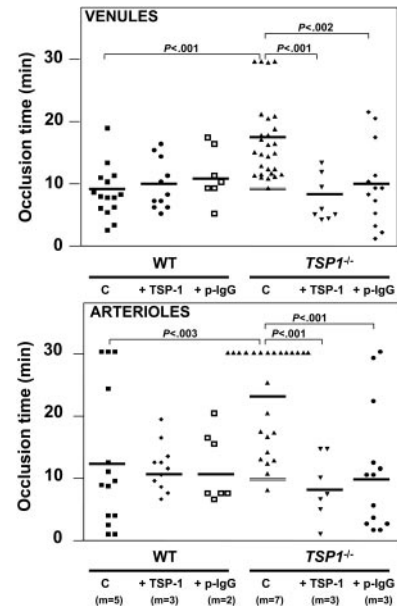 VENULES
P<.002
P<.001
P<.001
30
20
10
0
Occlusion time (min)
WT
TSP1-/-
C + TSP-1 + p-IgG C + TSP-1 + p-IgG
ARTERIOLES
P<.001
P<.003
P<.001
30
20
10
0
Occlusion time (min)
WT
TSP1-/-
C + TSP-1 + p-IgG C + TSP-1 + p-IgG
(m=5) (m=3) (m=2) (m=7) (m=3) (m=3)